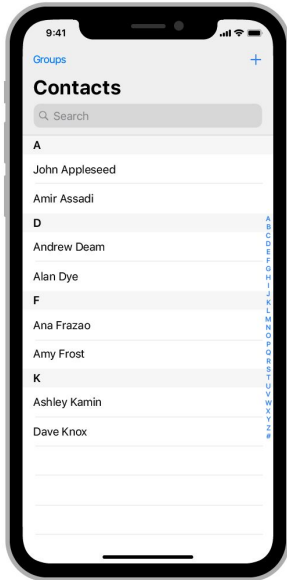 9:41
Groups
+
Contacts
Search
A
John Appleseed
Amir Assadi
D
Andrew Deam
Alan Dye
F
Ana Frazao
Amy Frost
K
Ashley Kamin
Dave Knox
A
B
C
D
E
F
G
H
I
J
K
L
M
N
O
P
Q
R
S
T
U
V
W
X
Y
Z
#